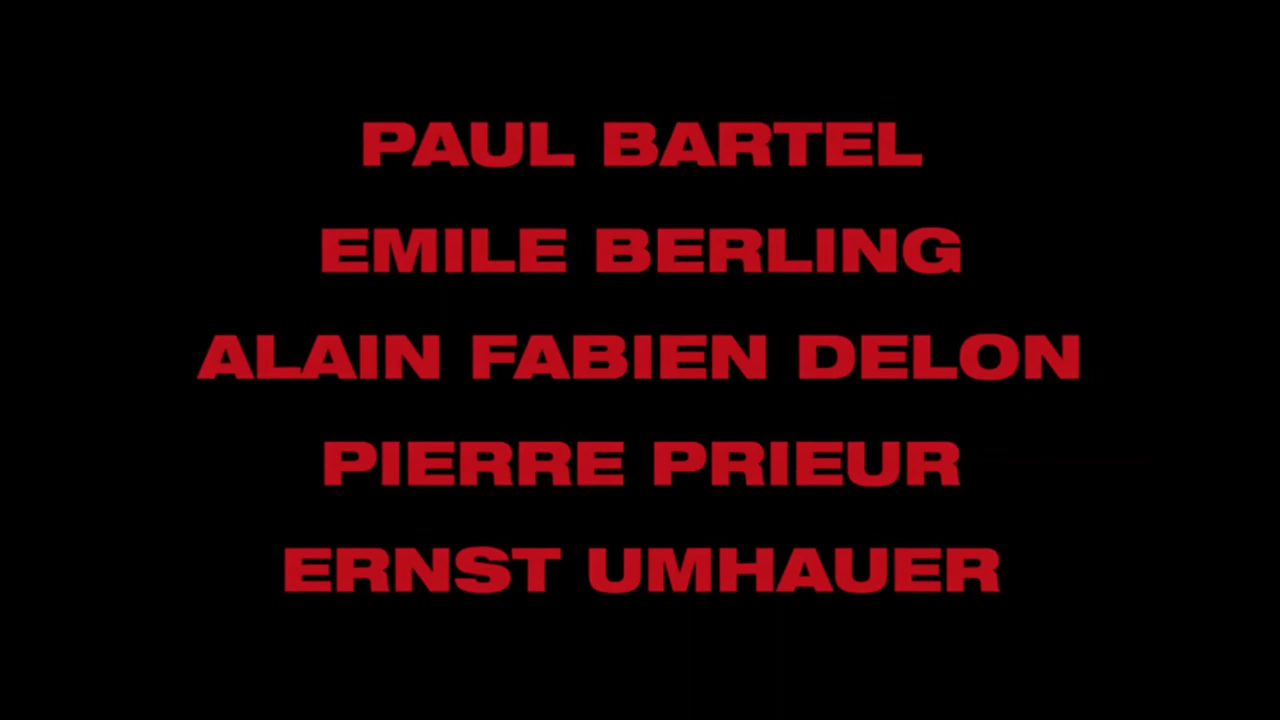 PAUL BARTEL
EMILE BERLING
ALAIN FABIEN DELON
PIERRE PRIEUR
ERNST UMHAUER